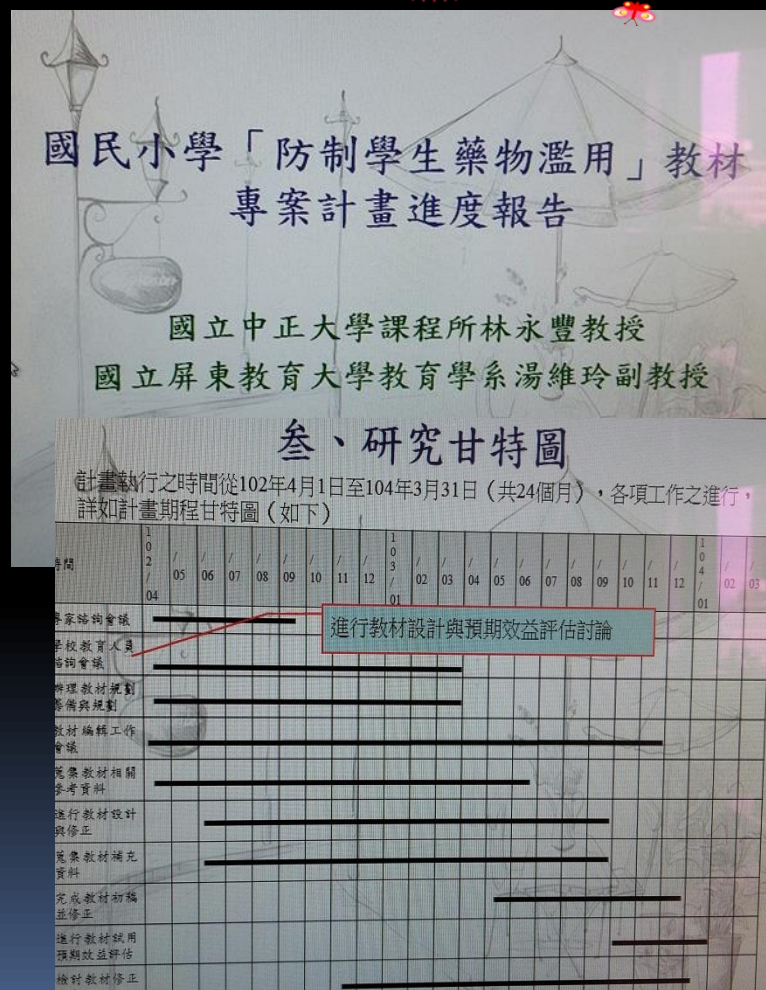 國民小學「防制學生藥物濫用」教材
專案計畫進度報告
國立中正大學課程所林永豐教授
國立屏東教育大學教育學系湯維玲副教授
叁、研究甘特圖
計畫執行之時間從102年4月1日至104年3月31日（共24個月），各項工作之進行，
詳如計畫期程甘特圖（如下）
時間
102/04 /05 /06 /07 /08 /09 /10 /11 /12 103/01 /02 /03 /04 /05 /06 /07 /08 /09 /10 /11 /12 104/01 /02 /03
專家諮詢會議
進行教材設計與預期效益評估討論
學校教育人員
諮詢會議
辦理教材規劃
籌備與規劃
教材編輯工作
會議
蒐集教材相關
參考資料
進行教材設計
與修正
蒐集教材補充
資料
完成教材初稿
並修正
進行教材試用
預期效益評估
檢討教材修正